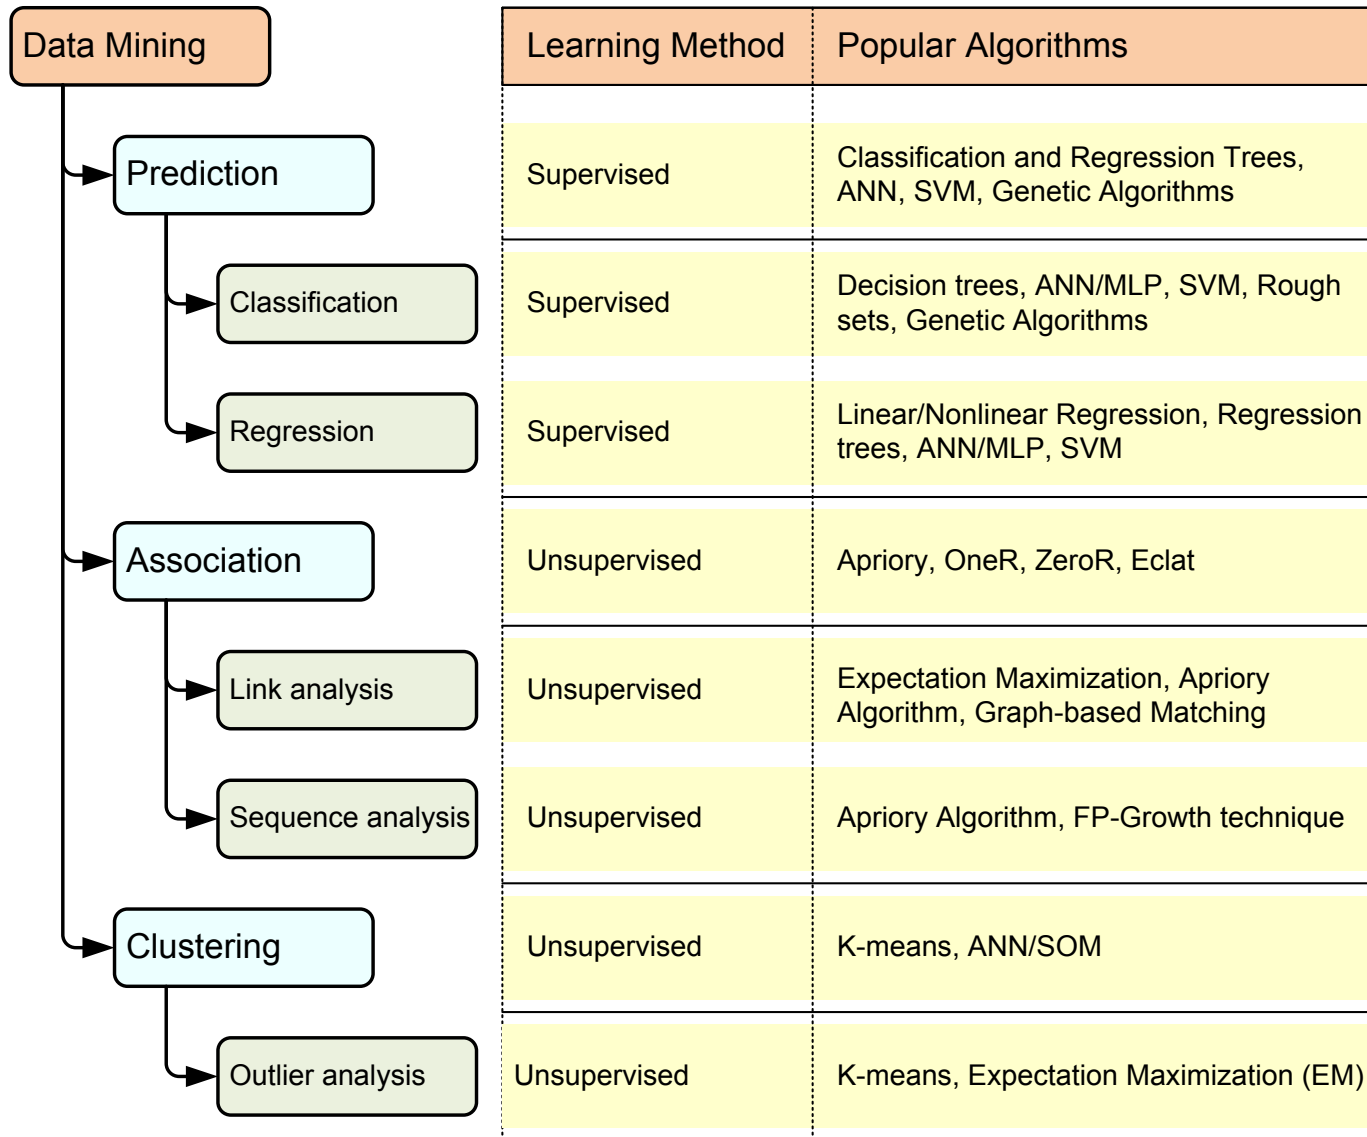 Data Mining
Learning Method
Popular Algorithms
Prediction
Supervised
Classification and Regression Trees,
ANN, SVM, Genetic Algorithms
Classification
Supervised
Decision trees, ANN/MLP, SVM, Rough
sets, Genetic Algorithms
Regression
Supervised
Linear/Nonlinear Regression, Regression
trees, ANN/MLP, SVM
Association
Unsupervised
Apriory, OneR, ZeroR, Eclat
Link analysis
Unsupervised
Expectation Maximization, Apriory
Algorithm, Graph-based Matching
Sequence analysis
Unsupervised
Apriory Algorithm, FP-Growth technique
Clustering
Unsupervised
K-means, ANN/SOM
Outlier analysis
Unsupervised
K-means, Expectation Maximization (EM)